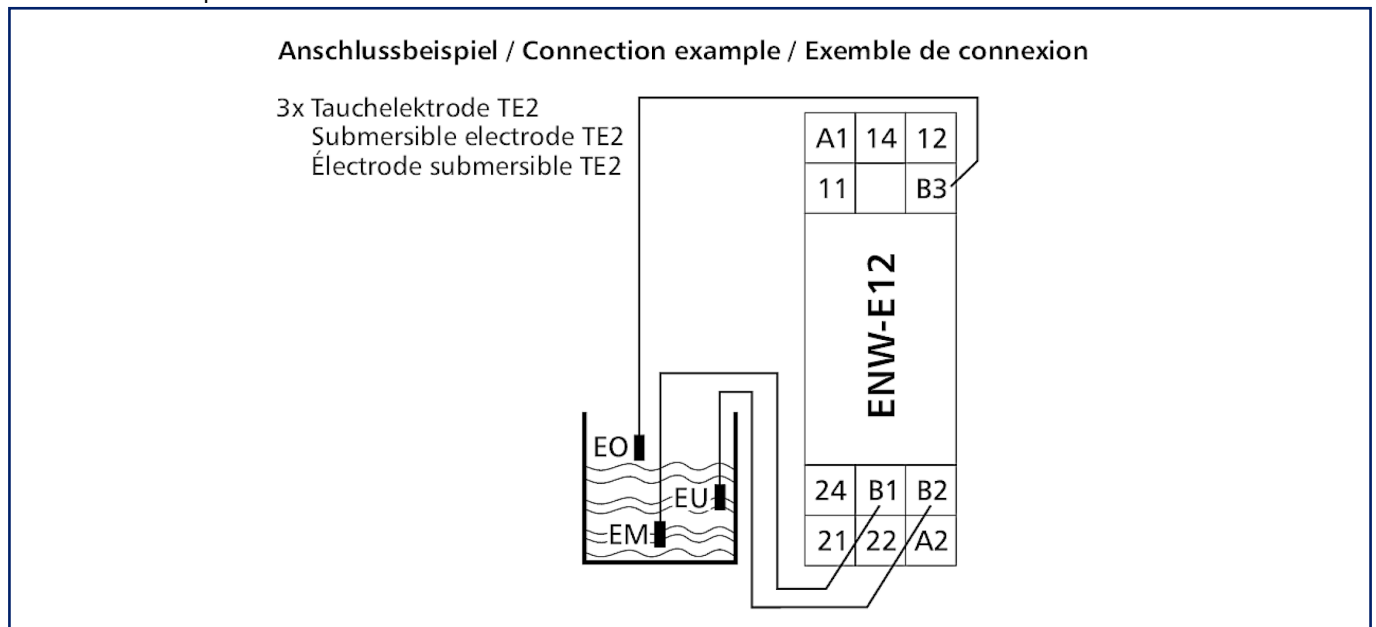 Anschlussbeispiel / Connection example / Exemble de connexion
3x Tauchelektrode TE2
Submersible electrode TE2
Électrode submersible TE2
A1 14 12
11 B3
ENW-E12
EO
EU
EM
24 B1 B2
21 22 A2